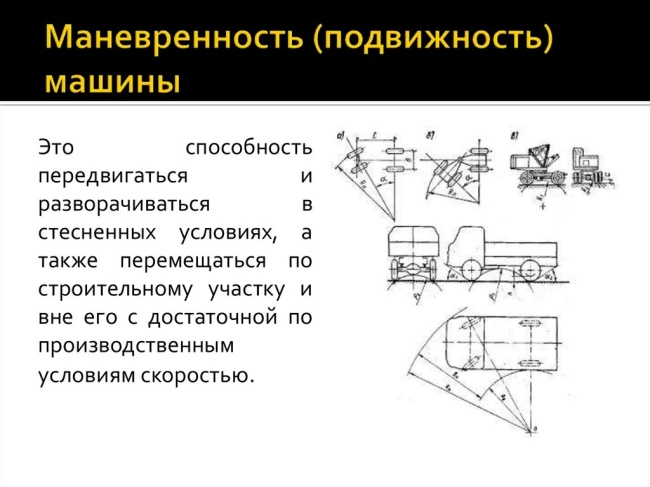 Маневренность (подвижность)
машины
Это способность
передвигаться и
разворачиваться в
стесненных условиях, а
также перемещаться по
строительному участку и
вне его с достаточной по
производственным
условиям скоростью.
а) б) в)